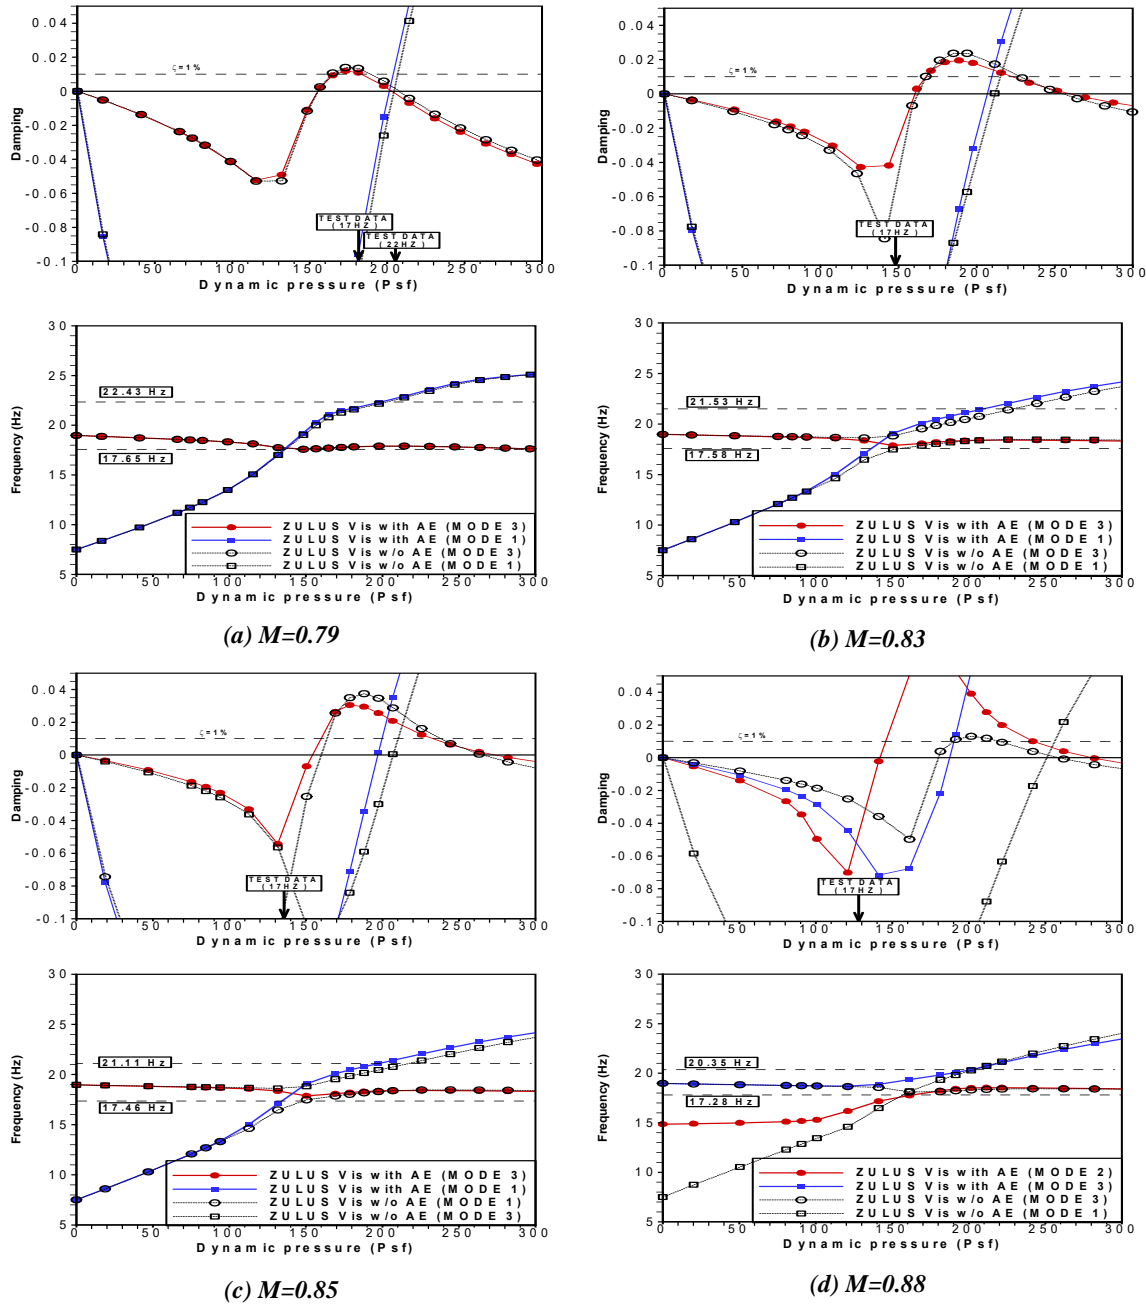 0.04
0.02
0
-0.02
-0.04
-0.06
-0.08
-0.1
Damping
ζ = 1 %
TEST DATA
(17HZ)
TEST DATA
(22HZ)
0 50 100 150 200 250 300
Dynamic pressure (Psf)
30
25
20
15
10
5
Frequency (Hz)
22.43 Hz
17.65 Hz
ZULUS Vis with AE (MODE 3)
ZULUS Vis with AE (MODE 1)
ZULUS Vis w/o AE (MODE 3)
ZULUS Vis w/o AE (MODE 1)
0 50 100 150 200 250 300
Dynamic pressure (Psf)
(a) M=0.79
0.04
0.02
0
-0.02
-0.04
-0.06
-0.08
-0.1
Damping
ζ = 1 %
TEST DATA
(17HZ)
0 50 100 150 200 250 300
Dynamic pressure (Psf)
30
25
20
15
10
5
Frequency (Hz)
21.53 Hz
17.58 Hz
ZULUS Vis with AE (MODE 3)
ZULUS Vis with AE (MODE 1)
ZULUS Vis w/o AE (MODE 3)
ZULUS Vis w/o AE (MODE 1)
0 50 100 150 200 250 300
Dynamic pressure (Psf)
(b) M=0.83
0.04
0.02
0
-0.02
-0.04
-0.06
-0.08
-0.1
Damping
ζ = 1 %
TEST DATA
(17HZ)
0 50 100 150 200 250 300
Dynamic pressure (Psf)
30
25
20
15
10
5
Frequency (Hz)
21.11 Hz
17.46 Hz
ZULUS Vis with AE (MODE 3)
ZULUS Vis with AE (MODE 1)
ZULUS Vis w/o AE (MODE 1)
ZULUS Vis w/o AE (MODE 3)
0 50 100 150 200 250 300
Dynamic pressure (Psf)
(c) M=0.85
0.04
0.02
0
-0.02
-0.04
-0.06
-0.08
-0.1
Damping
ζ = 1 %
TEST DATA
(17HZ)
0 50 100 150 200 250 300
Dynamic pressure (Psf)
30
25
20
15
10
5
Frequency (Hz)
20.35 Hz
17.28 Hz
ZULUS Vis with AE (MODE 2)
ZULUS Vis with AE (MODE 3)
ZULUS Vis w/o AE (MODE 3)
ZULUS Vis w/o AE (MODE 1)
0 50 100 150 200 250 300
Dynamic pressure (Psf)
(d) M=0.88